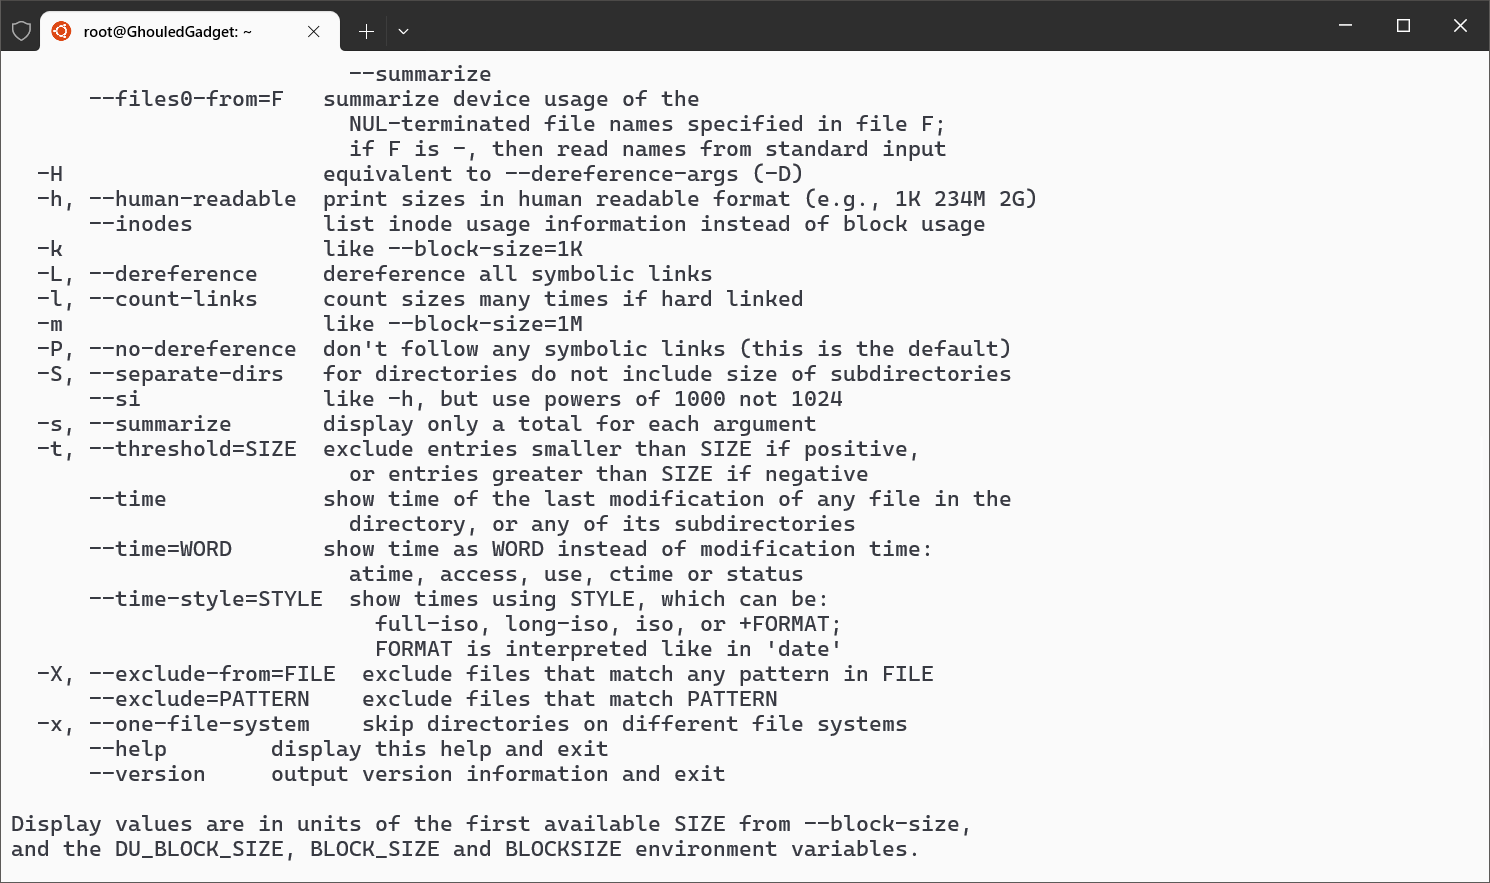 root@GhouledGadget: ~
--summarize
--files0-from=F   summarize device usage of the
NUL-terminated file names specified in file F;
if F is -, then read names from standard input
-H                    equivalent to --dereference-args (-D)
-h, --human-readable  print sizes in human readable format (e.g., 1K 234M 2G)
--inodes          list inode usage information instead of block usage
-k                    like --block-size=1K
-L, --dereference     dereference all symbolic links
-l, --count-links     count sizes many times if hard linked
-m                    like --block-size=1M
-P, --no-dereference  don't follow any symbolic links (this is the default)
-S, --separate-dirs   for directories do not include size of subdirectories
--si              like -h, but use powers of 1000 not 1024
-s, --summarize       display only a total for each argument
-t, --threshold=SIZE  exclude entries smaller than SIZE if positive,
or entries greater than SIZE if negative
--time            show time of the last modification of any file in the
directory, or any of its subdirectories
--time=WORD       show time as WORD instead of modification time:
atime, access, use, ctime or status
--time-style=STYLE  show times using STYLE, which can be:
full-iso, long-iso, iso, or +FORMAT;
FORMAT is interpreted like in 'date'
-X, --exclude-from=FILE  exclude files that match any pattern in FILE
--exclude=PATTERN    exclude files that match PATTERN
-x, --one-file-system    skip directories on different file systems
--help        display this help and exit
--version     output version information and exit
Display values are in units of the first available SIZE from --block-size,
and the DU_BLOCK_SIZE, BLOCK_SIZE and BLOCKSIZE environment variables.